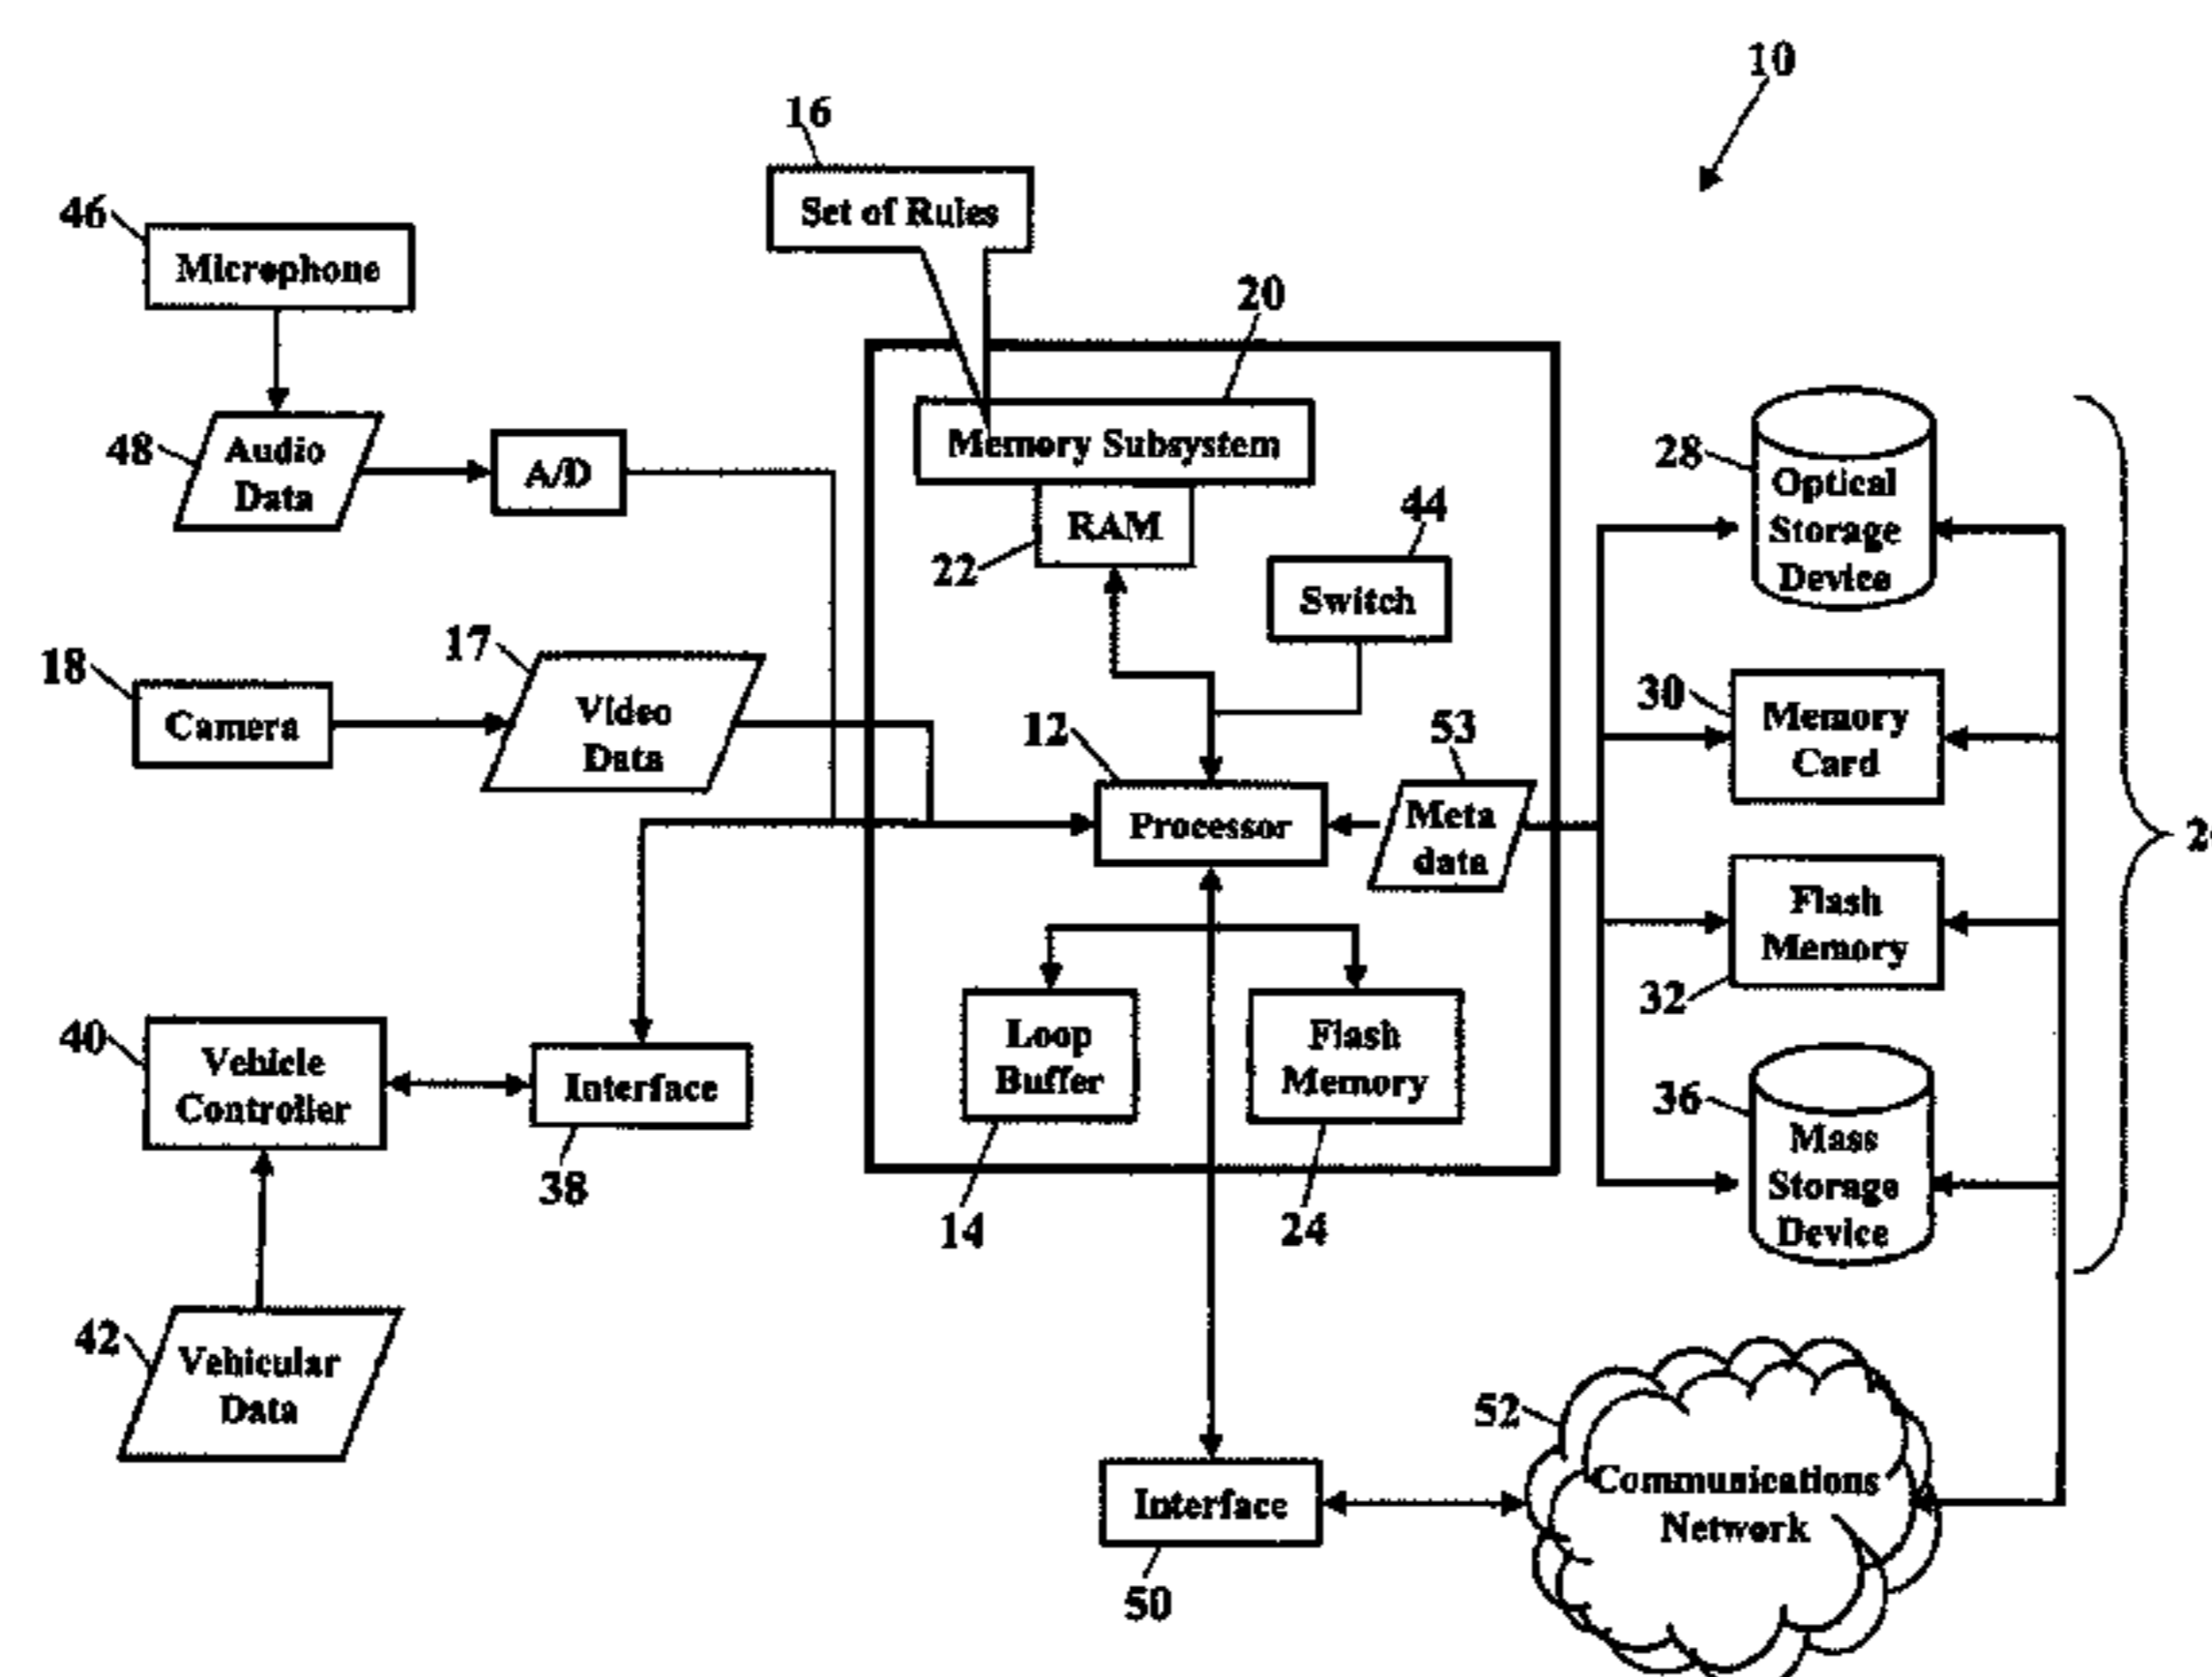 10
16
Set of Rules
46
Microphone
20
48
Audio
Data
A/D
Memory Subsystem
RAM
22
44
Switch
28
Optical
Storage
Device
18
Camera
17
Video
Data
12
Processor
53
Meta
data
30
Memory
Card
Flash
Memory
32
40
Vehicle
Controller
Interface
38
Loop
Buffer
14
Flash
Memory
24
36
Mass
Storage
Device
42
Vehicular
Data
Interface
50
52
Communications
Network